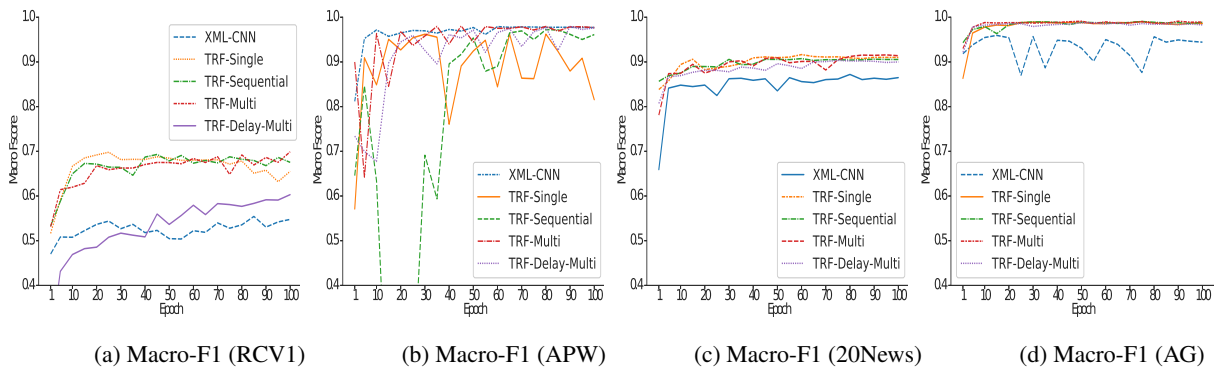 1.0
0.9
0.8
0.7
0.6
0.5
0.4
Macro Fscore
1 10 20 30 40 50 60 70 80 90 100
Epoch
XML-CNN
TRF-Single
TRF-Sequential
TRF-Multi
TRF-Delay-Multi
(a) Macro-F1 (RCV1)
1.0
0.9
0.8
0.7
0.6
0.5
0.4
Macro Fscore
1 10 20 30 40 50 60 70 80 90 100
Epoch
XML-CNN
TRF-Single
TRF-Sequential
TRF-Multi
TRF-Delay-Multi
(b) Macro-F1 (APW)
1.0
0.9
0.8
0.7
0.6
0.5
0.4
Macro Fscore
1 10 20 30 40 50 60 70 80 90 100
Epoch
XML-CNN
TRF-Single
TRF-Sequential
TRF-Multi
TRF-Delay-Multi
(c) Macro-F1 (20News)
1.0
0.9
0.8
0.7
0.6
0.5
0.4
Macro Fscore
1 10 20 30 40 50 60 70 80 90 100
Epoch
XML-CNN
TRF-Single
TRF-Sequential
TRF-Multi
TRF-Delay-Multi
(d) Macro-F1 (AG)